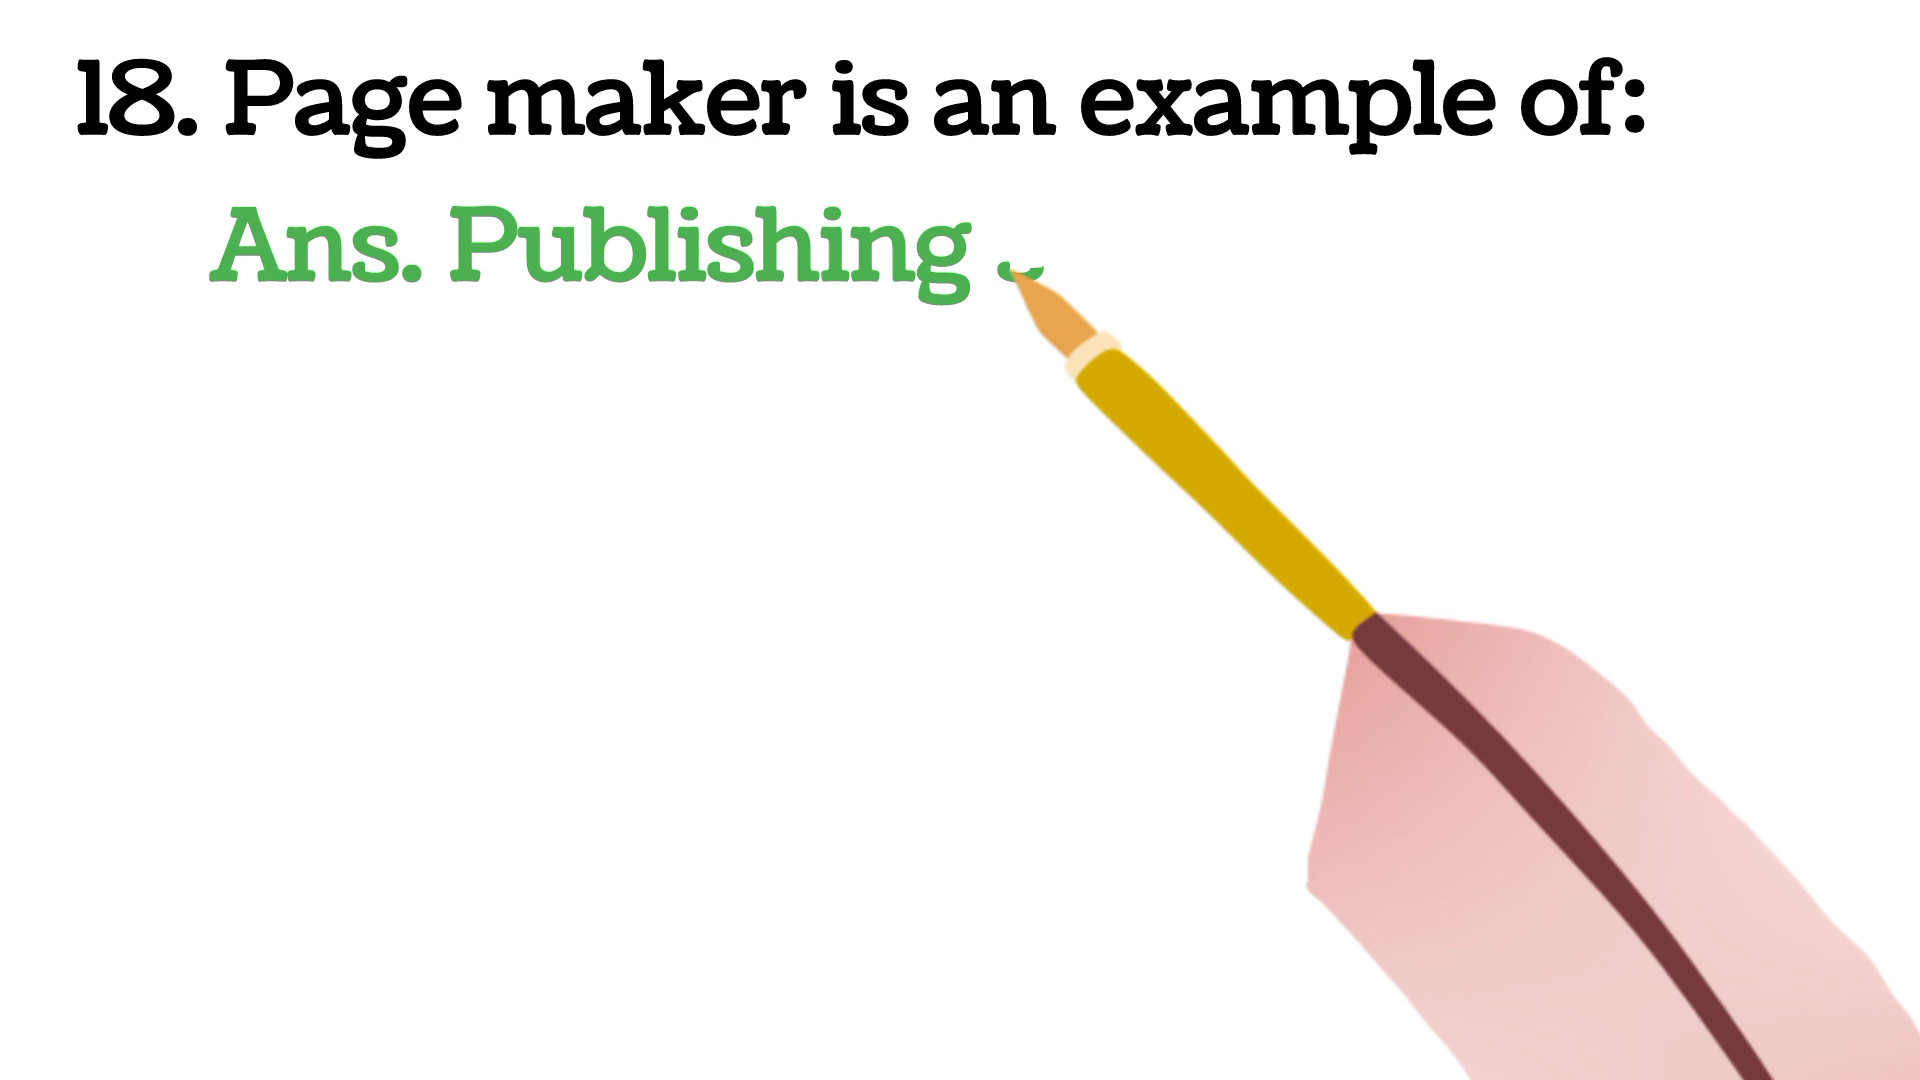 18. Page maker is an example of:
Ans. Publishing